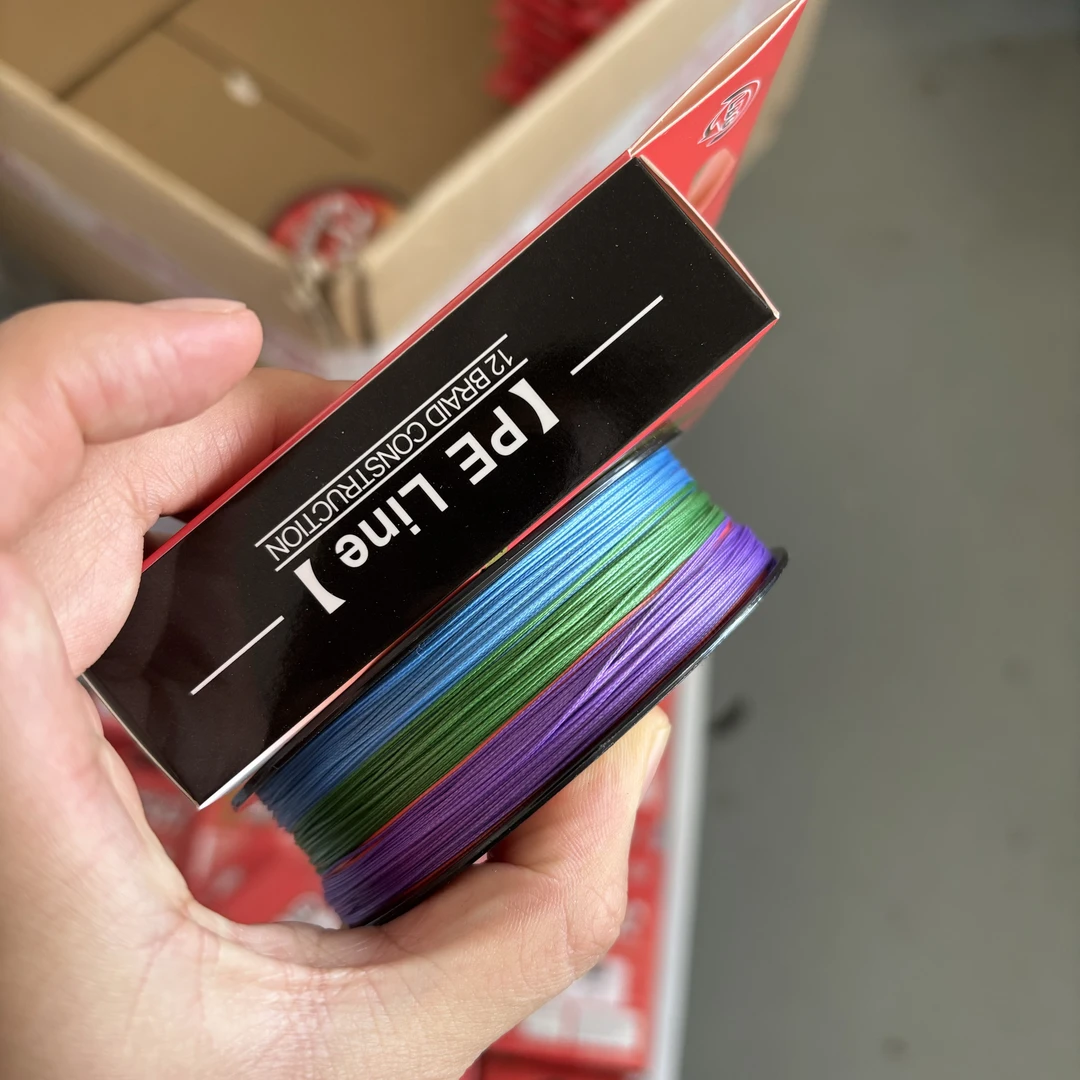 【PE Line】
12 BRAID CONSTRUCTION